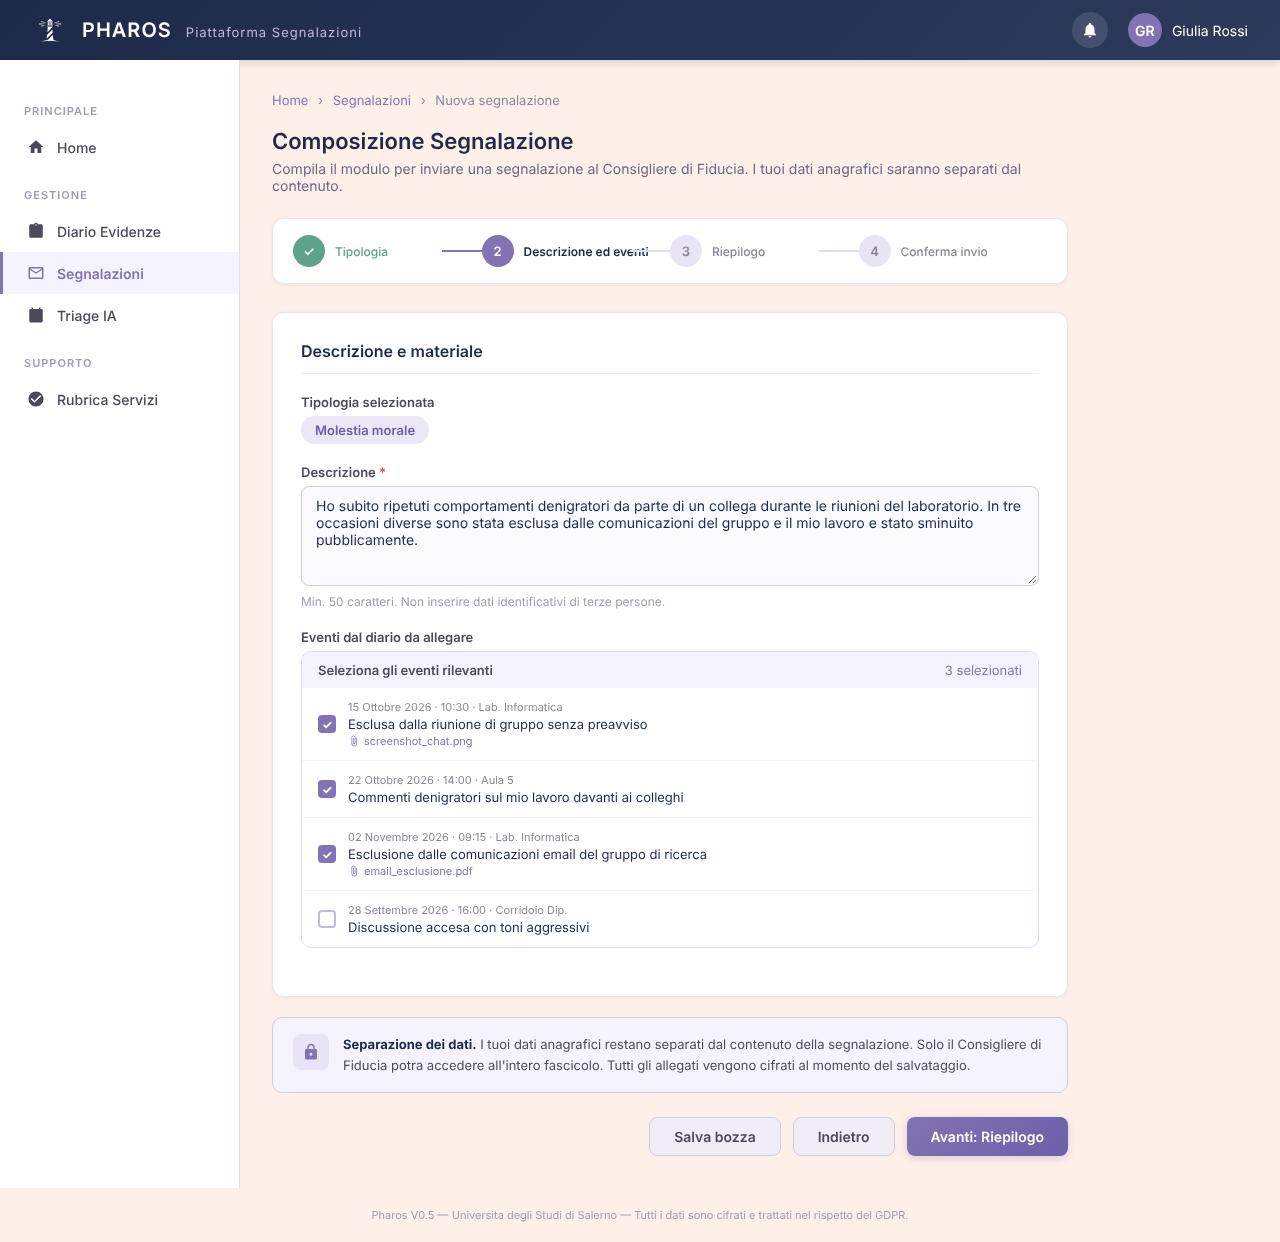 PHAROS Piattaforma Segnalazioni
GR Giulia Rossi
PRINCIPALE
Home
GESTIONE
Diario Evidenze
Segnalazioni
Triage IA
SUPPORTO
Rubrica Servizi
Home › Segnalazioni › Nuova segnalazione
Composizione Segnalazione
Compila il modulo per inviare una segnalazione al Consigliere di Fiducia. I tuoi dati anagrafici saranno separati dal
contenuto.
Tipologia
2 Descrizione ed eventi
3 Riepilogo
4 Conferma invio
Descrizione e materiale
Tipologia selezionata
Molestia morale
Descrizione *
Ho subito ripetuti comportamenti denigratori da parte di un collega durante le riunioni del laboratorio. In tre
occasioni diverse sono stata esclusa dalle comunicazioni del gruppo e il mio lavoro e stato sminuito
pubblicamente.
Min. 50 caratteri. Non inserire dati identificativi di terze persone.
Eventi dal diario da allegare
Seleziona gli eventi rilevanti 3 selezionati
15 Ottobre 2026 · 10:30 · Lab. Informatica
Esclusa dalla riunione di gruppo senza preavviso
screenshot_chat.png
22 Ottobre 2026 · 14:00 · Aula 5
Commenti denigratori sul mio lavoro davanti ai colleghi
02 Novembre 2026 · 09:15 · Lab. Informatica
Esclusione dalle comunicazioni email del gruppo di ricerca
email_esclusione.pdf
28 Settembre 2026 · 16:00 · Corridoio Dip.
Discussione accesa con toni aggressivi
Separazione dei dati. I tuoi dati anagrafici restano separati dal contenuto della segnalazione. Solo il Consigliere di
Fiducia potra accedere all'intero fascicolo. Tutti gli allegati vengono cifrati al momento del salvataggio.
Salva bozza
Indietro
Avanti: Riepilogo
Pharos V0.5 — Universita degli Studi di Salerno — Tutti i dati sono cifrati e trattati nel rispetto del GDPR.